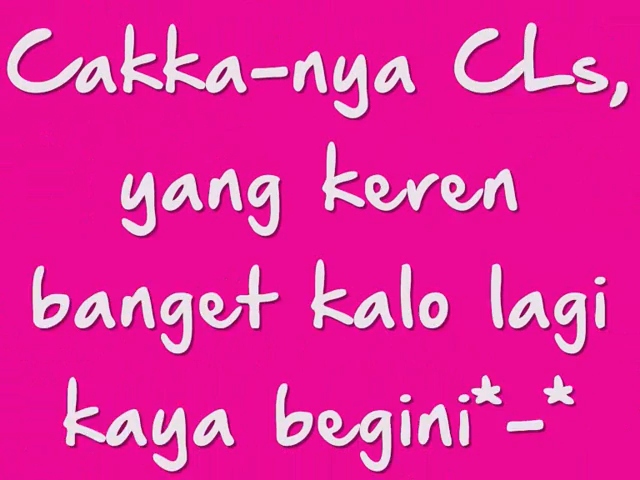 Cakka-nya CLs,
yang keren
banget kalo lagi
kaya begini*-*